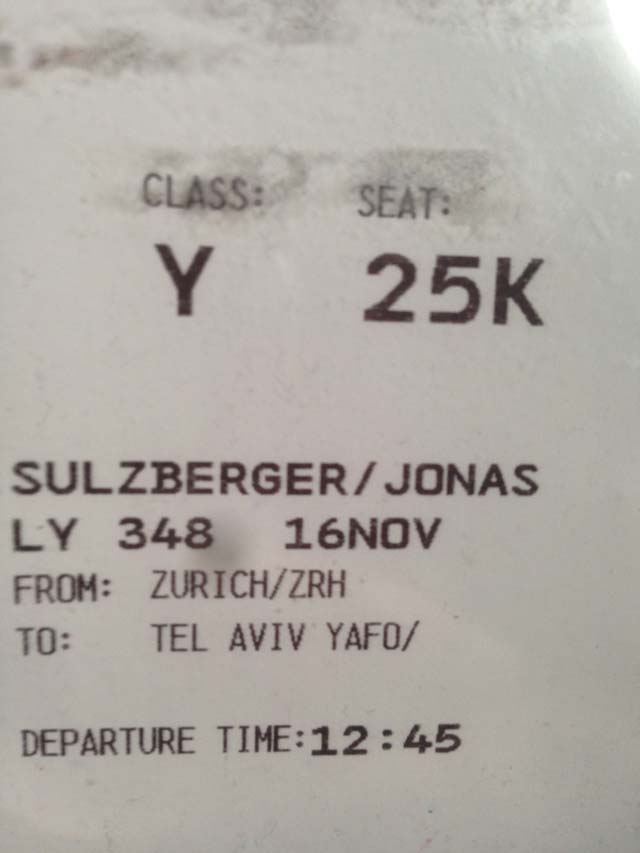 CLASS: SEAT:
Y 25K
SULZBERGER/JONAS
LY 348 16NOV
FROM: ZURICH/ZRH
TO: TEL AVIV YAFO/
DEPARTURE TIME:12:45